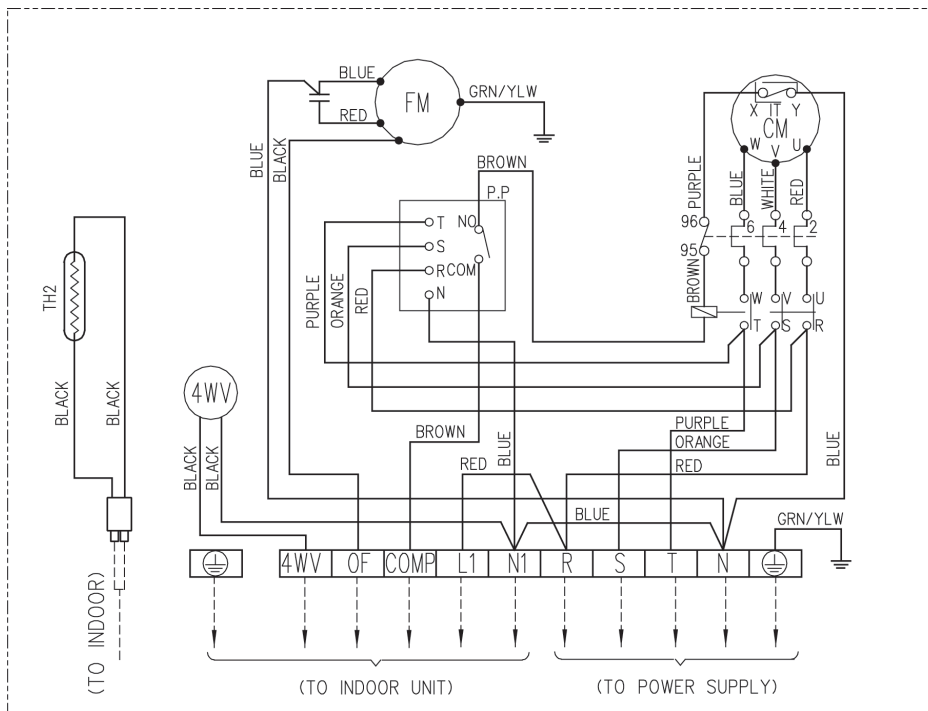 BLUE
FM
GRN/YLW
RED
BLUE
BLACK
X IT Y
CM
W V U
BROWN
P.P
PURPLE
BLUE
WHITE
RED
T NO
S
R COM
N
96
6 4 2
95
BROWN
W V U
T S R
TH2
PURPLE
ORANGE
RED
BLACK
BLACK
4WV
BLACK
BLACK
BROWN
RED
BLUE
PURPLE
ORANGE
RED
BLUE
BLUE
GRN/YLW
4WV OF COMP L1 N1 R S T N
(TO INDOOR)
(TO INDOOR UNIT)
(TO POWER SUPPLY)